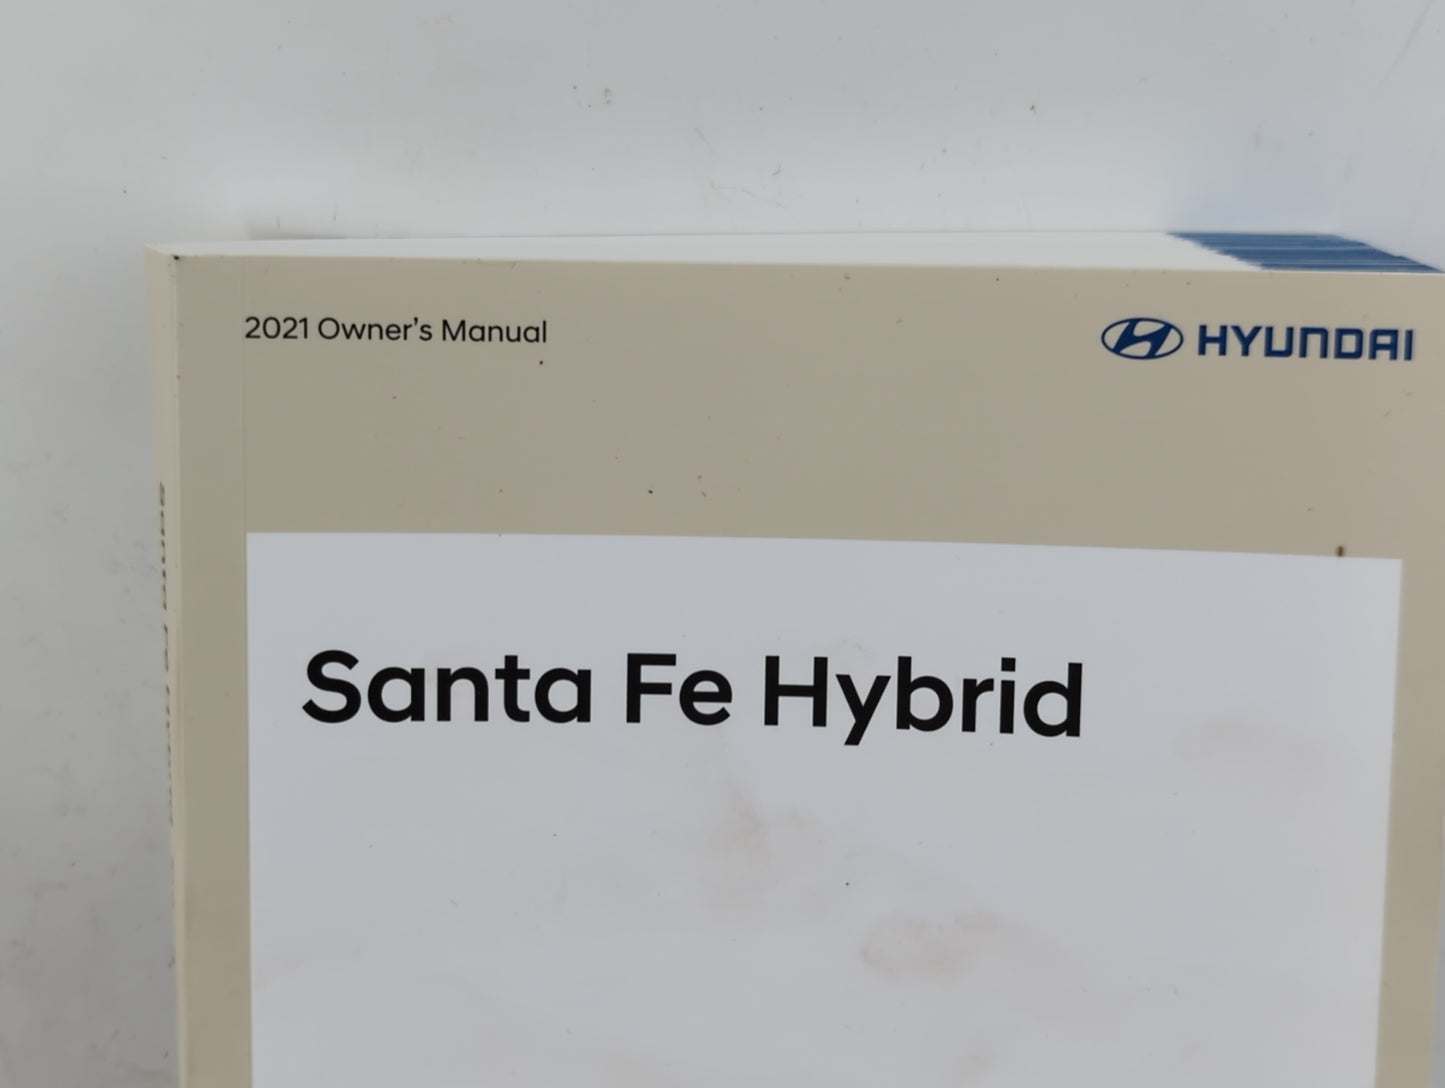 2021 Owner's Manual
HYUNDAI
Santa Fe Hybrid